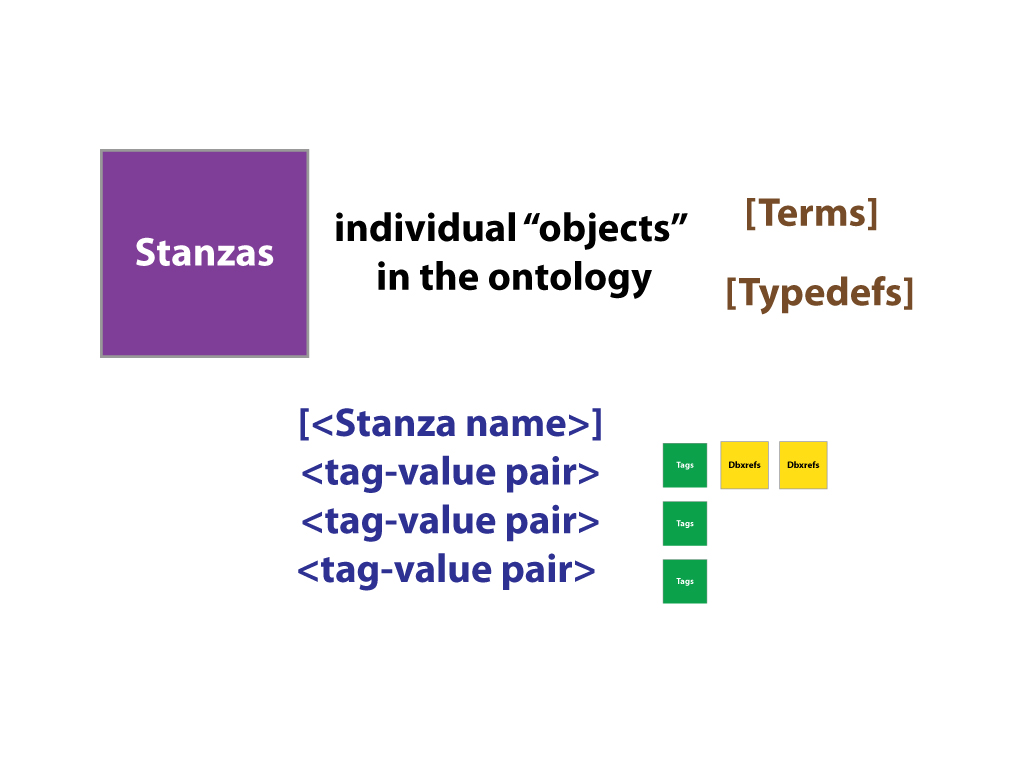 Stanzas
individual “objects”
in the ontology
[Terms]
[Typedefs]
[<Stanza name>]
<tag-value pair>
<tag-value pair>
<tag-value pair>
Tags Dbxrefs Dbxrefs
Tags
Tags